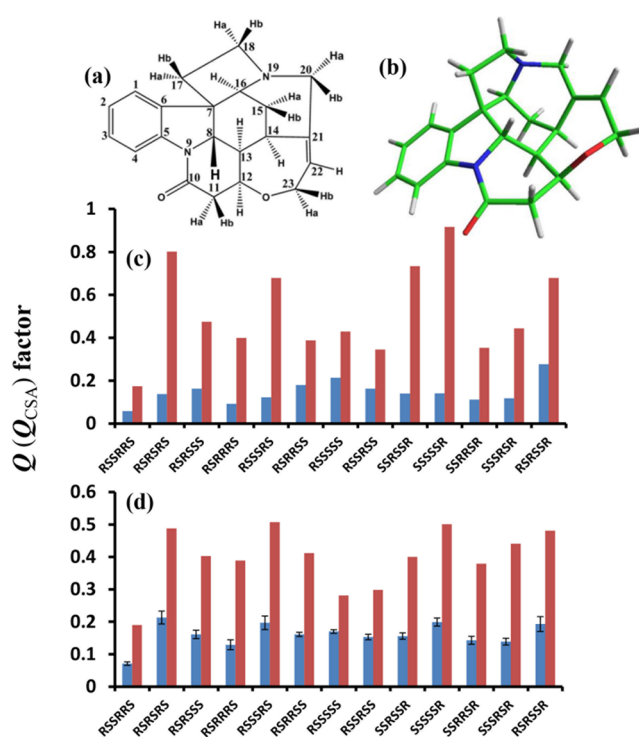 Ha Hb
18
(a)
Hb
Ha
17
N
19
20
Ha
Hb
(b)
H
16
Ha
Hb
15
1
2
3
4
5
6
7
8
H
14
21
N
9
H
13
H
22
H
10
O
11
12
O
23
Hb
Ha
Ha
Hb
H
(c)
1
0.8
0.6
0.4
0.2
0
RSSRRS
RSRSRS
RSRSSS
RSRRRS
RSSSRS
RSRRSS
RSSSSS
RSSRSS
SSRSSR
SSSSSR
SSRRSR
SSSRSR
RSRSSR
Q (QCSA) factor
(d)
0.6
0.5
0.4
0.3
0.2
0.1
0
RSSRRS
RSRSRS
RSRSSS
RSRRRS
RSSSRS
RSRRSS
RSSSSS
RSSRSS
SSRSSR
SSSSSR
SSRRSR
SSSRSR
RSRSSR